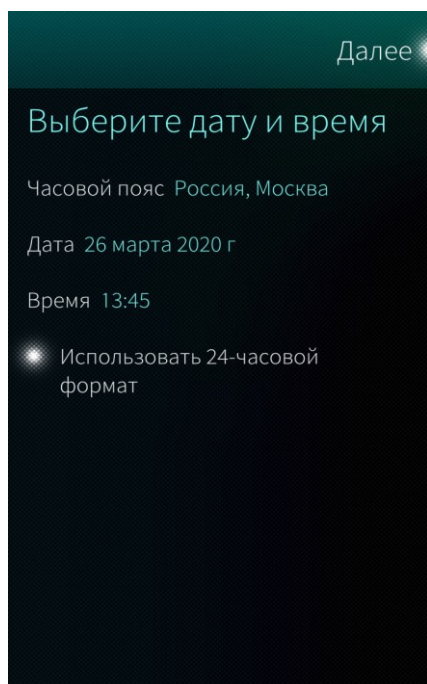 Далее
Выберите дату и время
Часовой пояс Россия, Москва
Дата 26 марта 2020 г
Время 13:45
Использовать 24-часовой
формат